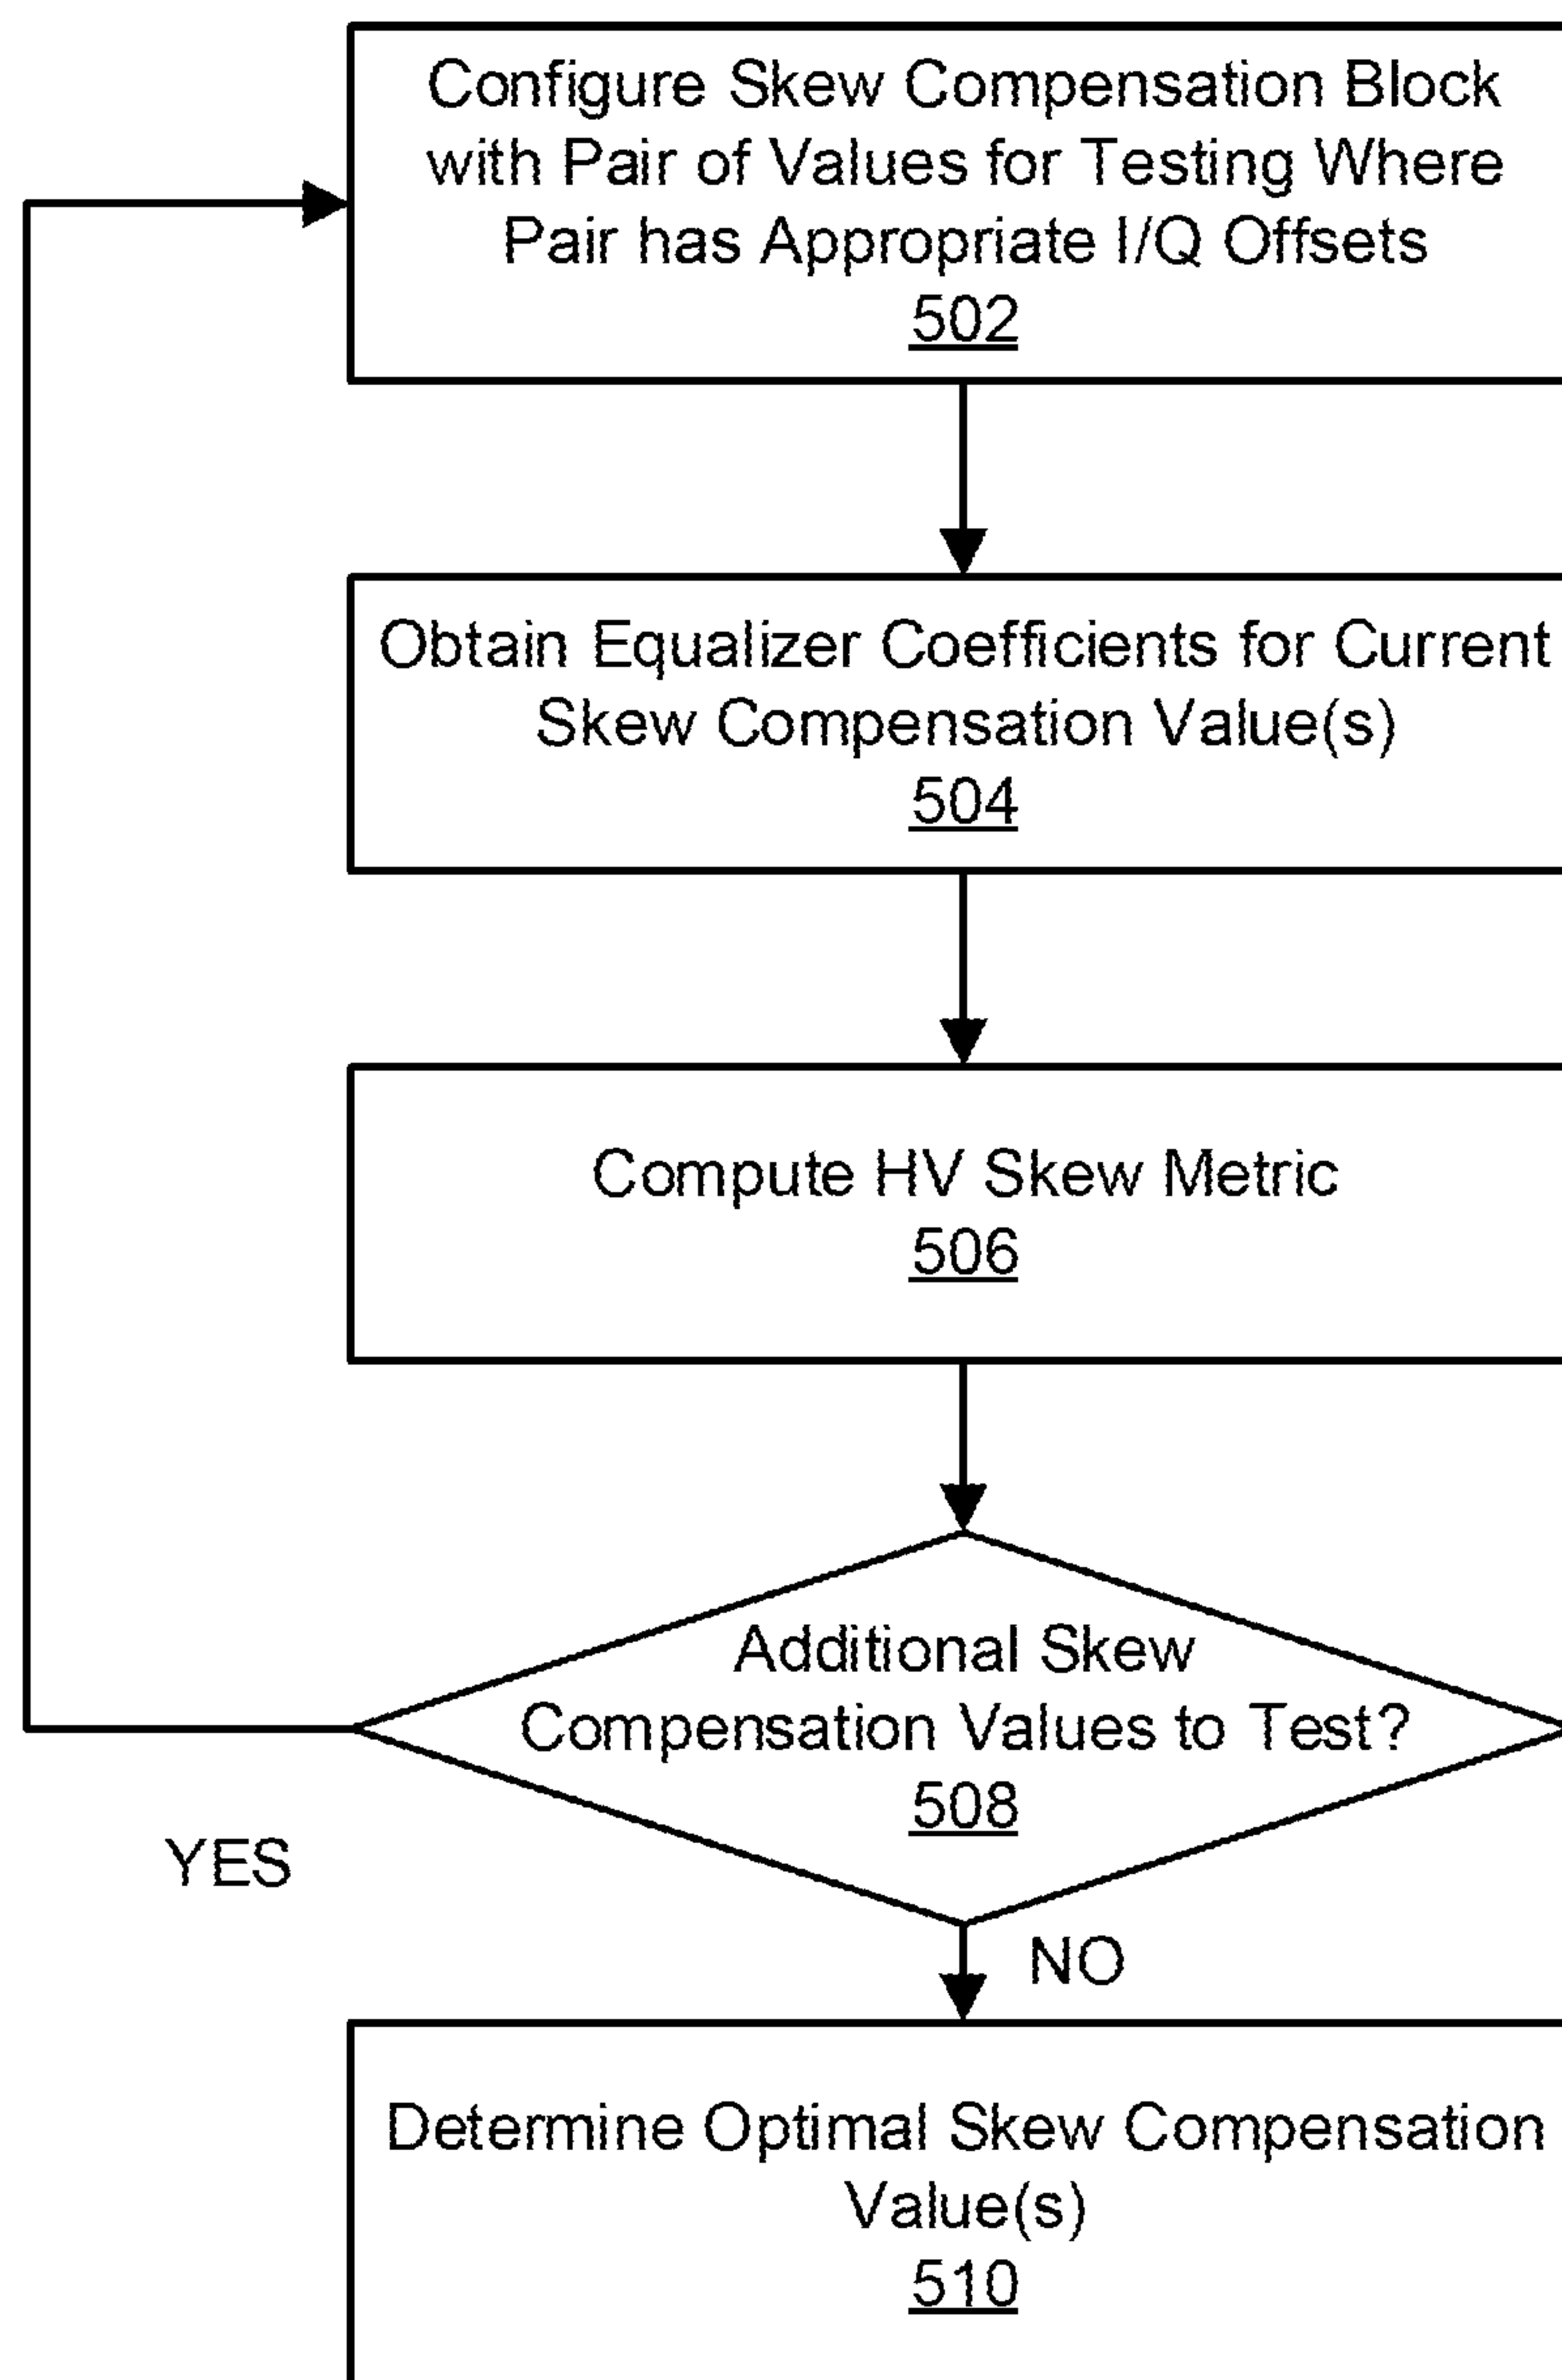 Configure Skew Compensation Block
with Pair of Values for Testing Where
Pair has Appropriate I/Q Offsets
502
Obtain Equalizer Coefficients for Current
Skew Compensation Value(s)
504
Compute HV Skew Metric
506
Additional Skew
Compensation Values to Test?
508
YES
NO
Determine Optimal Skew Compensation
Value(s)
510